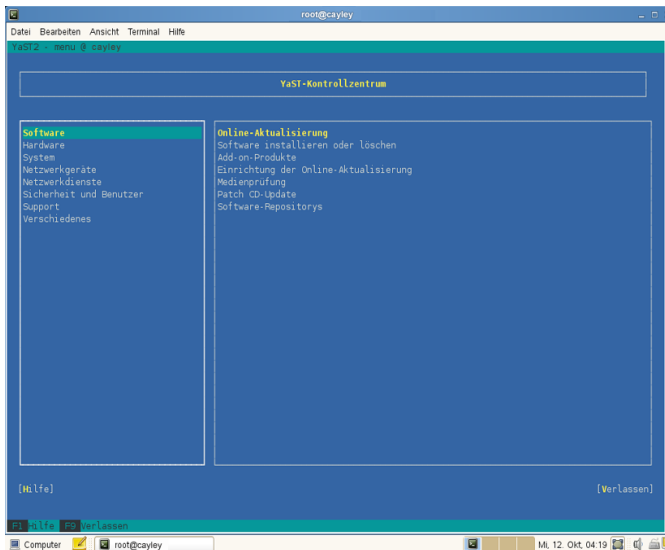 root@cayley
Datei Bearbeiten Ansicht Terminal Hilfe
YaST2 - menu @ cayley
YaST-Kontrollzentrum
Software
Hardware
System
Netzwerkgeräte
Netzwerkdienste
Sicherheit und Benutzer
Support
Verschiedenes
Online-Aktualisierung
Software installieren oder löschen
Add-on-Produkte
Einrichtung der Online-Aktualisierung
Medienprüfung
Patch CD-Update
Software-Repositorys
[Hilfe] [Verlassen]
F1 Hilfe F9 Verlassen
Computer root@cayley Mi, 12. Okt, 04:19